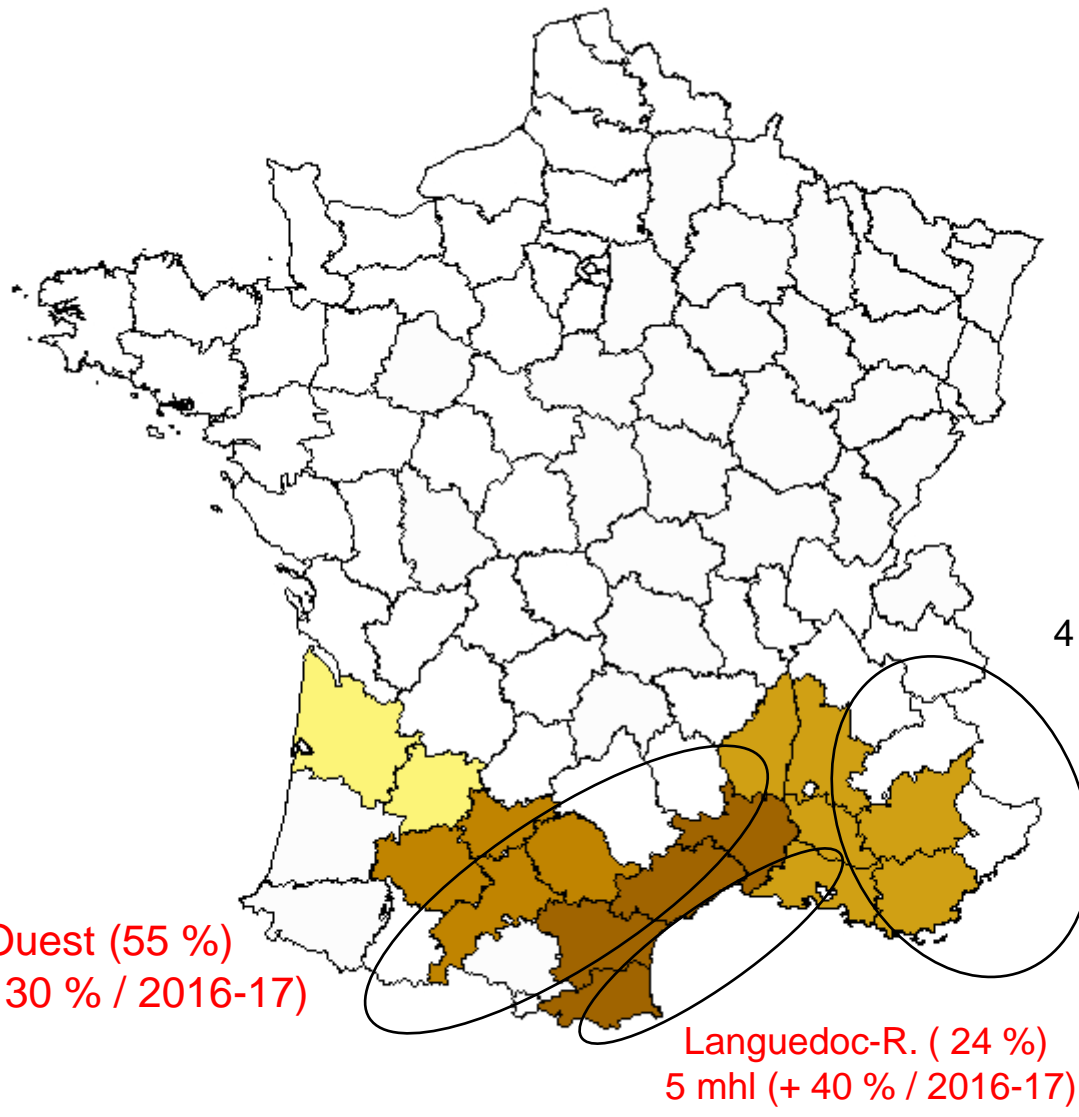 4
Ouest (55 %)
30 % / 2016-17)
Languedoc-R. ( 24 %)
5 mhl (+ 40 % / 2016-17)